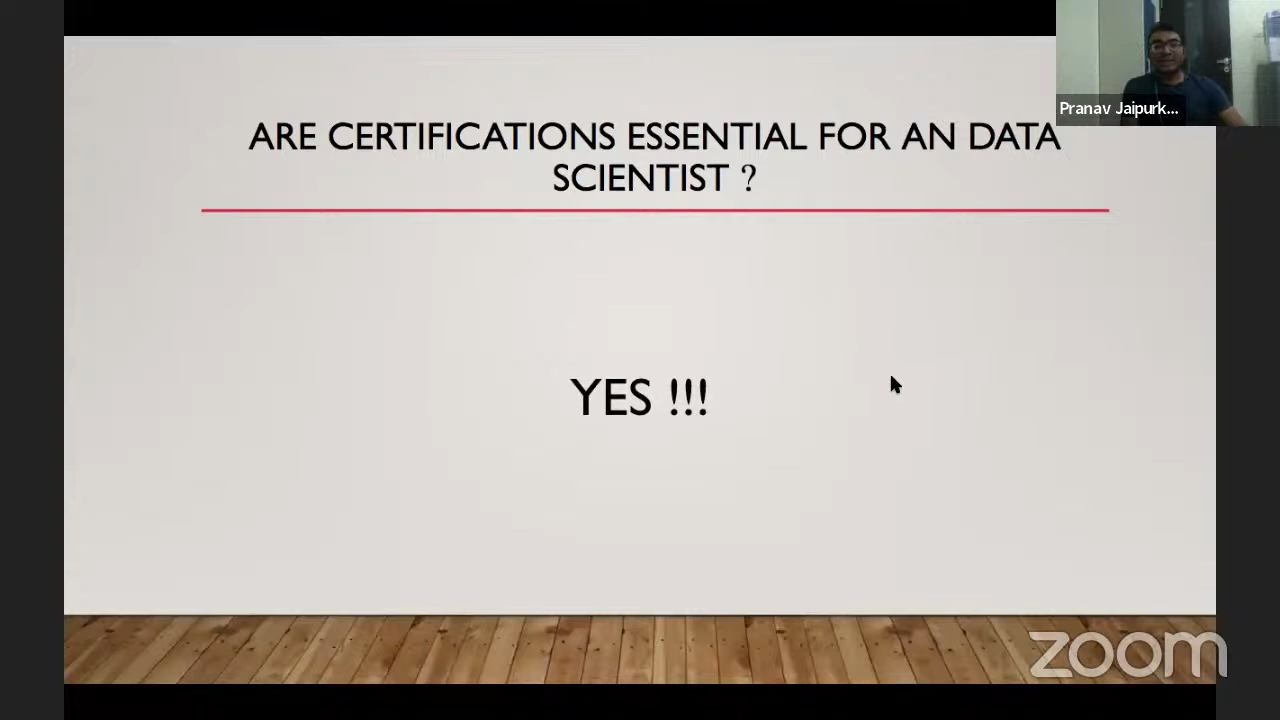 Pranav Jaipurk...
ARE CERTIFICATIONS ESSENTIAL FOR AN DATA
SCIENTIST ?
YES !!!
zoom